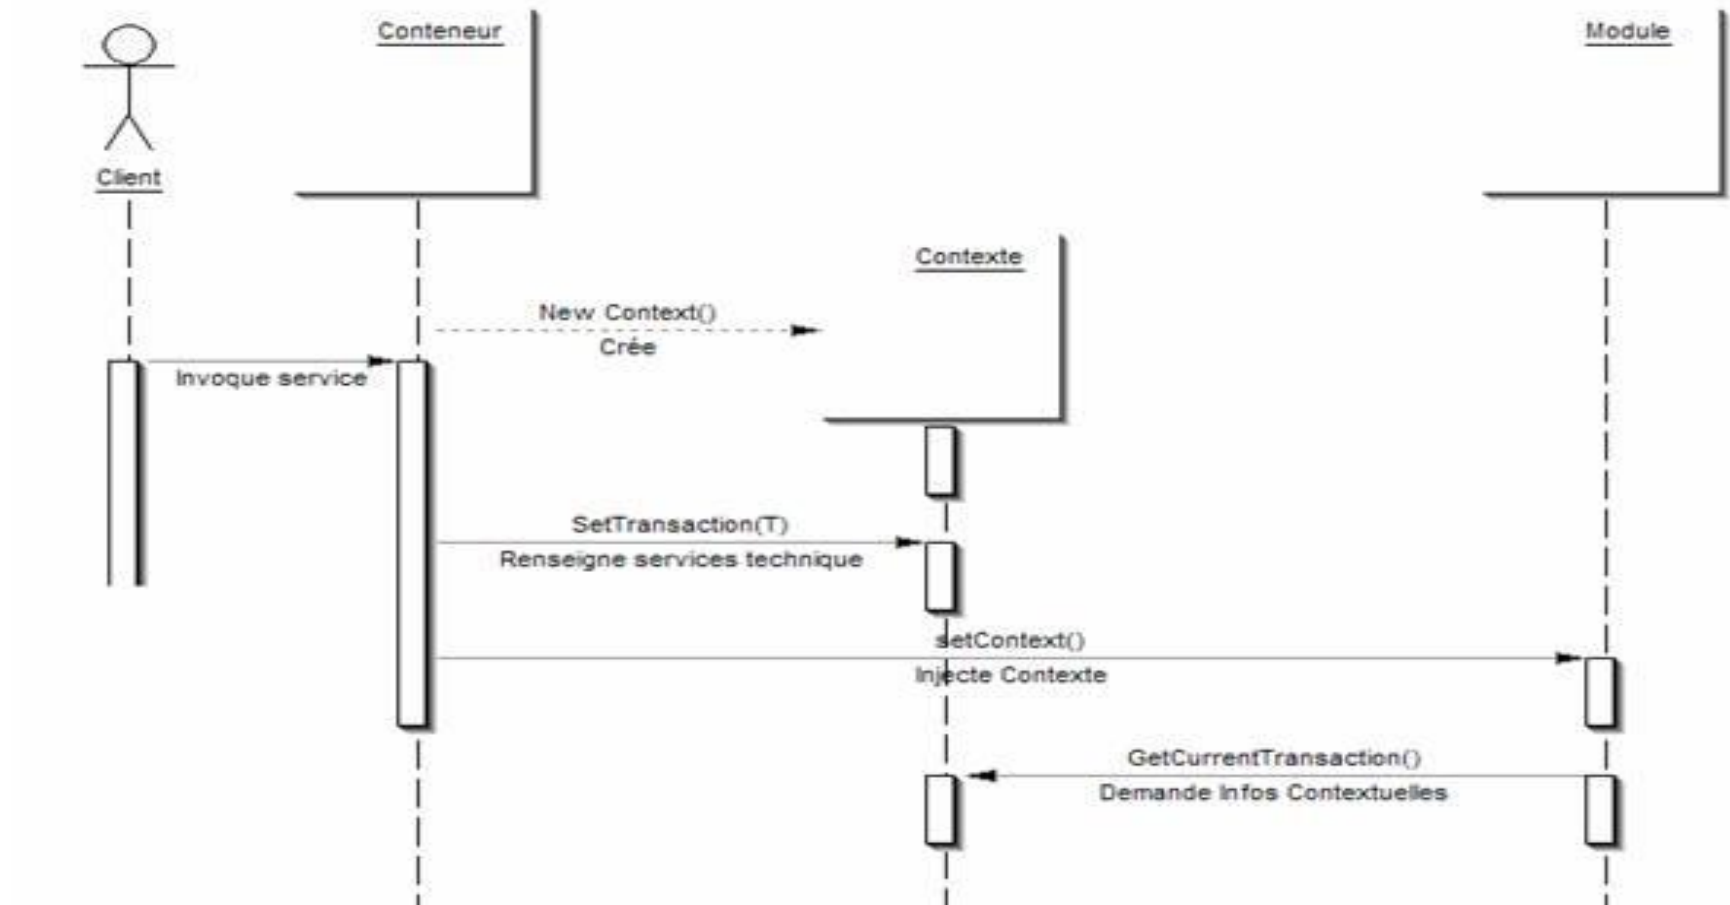 Conteneur
Module
Client
Contexte
New Context()
Crée
Invoque service
SetTransaction(T)
Renseigne services technique
setContext()
Injecte Contexte
GetCurrentTransaction()
Demande Infos Contextuelles